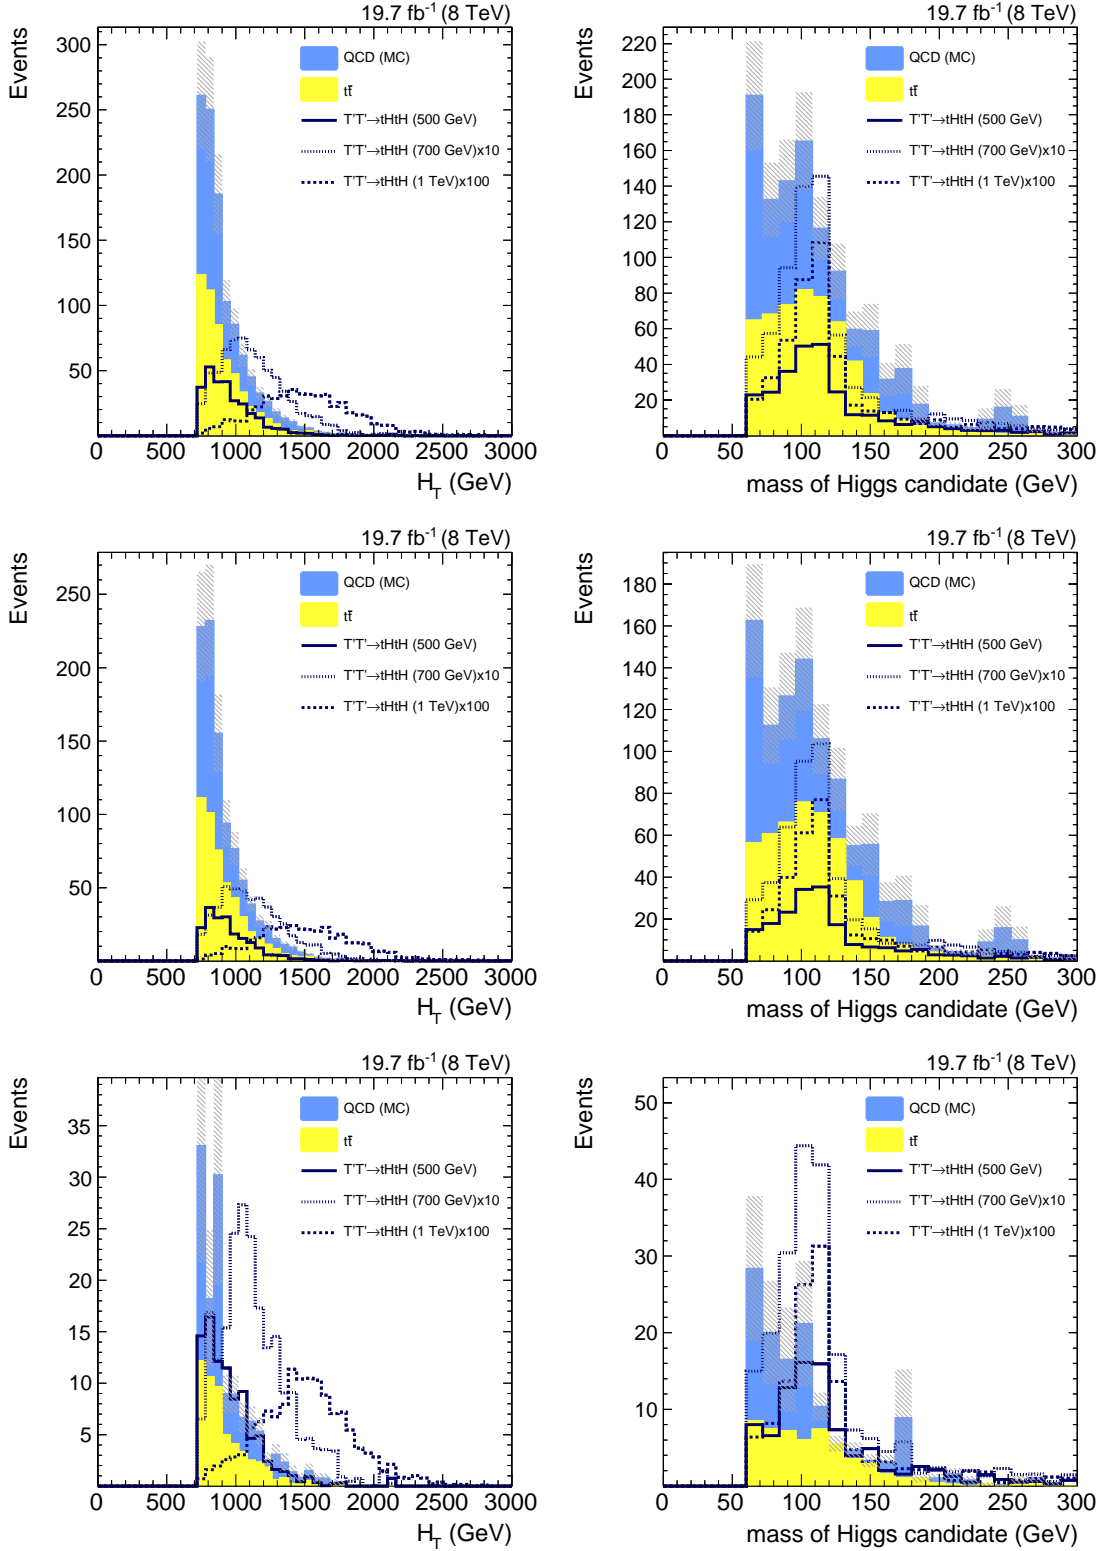 19.7 fb⁻¹ (8 TeV)
Events
300
250
200
150
100
50
QCD (MC)
tt̄
T'T'→tHtH (500 GeV)
T'T'→tHtH (700 GeV)x10
T'T'→tHtH (1 TeV)x100
0 500 1000 1500 2000 2500 3000
H_T (GeV)
19.7 fb⁻¹ (8 TeV)
Events
220
200
180
160
140
120
100
80
60
40
20
QCD (MC)
tt̄
T'T'→tHtH (500 GeV)
T'T'→tHtH (700 GeV)x10
T'T'→tHtH (1 TeV)x100
0 50 100 150 200 250 300
mass of Higgs candidate (GeV)
19.7 fb⁻¹ (8 TeV)
Events
250
200
150
100
50
QCD (MC)
tt̄
T'T'→tHtH (500 GeV)
T'T'→tHtH (700 GeV)x10
T'T'→tHtH (1 TeV)x100
0 500 1000 1500 2000 2500 3000
H_T (GeV)
19.7 fb⁻¹ (8 TeV)
Events
180
160
140
120
100
80
60
40
20
QCD (MC)
tt̄
T'T'→tHtH (500 GeV)
T'T'→tHtH (700 GeV)x10
T'T'→tHtH (1 TeV)x100
0 50 100 150 200 250 300
mass of Higgs candidate (GeV)
19.7 fb⁻¹ (8 TeV)
Events
35
30
25
20
15
10
5
QCD (MC)
tt̄
T'T'→tHtH (500 GeV)
T'T'→tHtH (700 GeV)x10
T'T'→tHtH (1 TeV)x100
0 500 1000 1500 2000 2500 3000
H_T (GeV)
19.7 fb⁻¹ (8 TeV)
Events
50
40
30
20
10
QCD (MC)
tt̄
T'T'→tHtH (500 GeV)
T'T'→tHtH (700 GeV)x10
T'T'→tHtH (1 TeV)x100
0 50 100 150 200 250 300
mass of Higgs candidate (GeV)